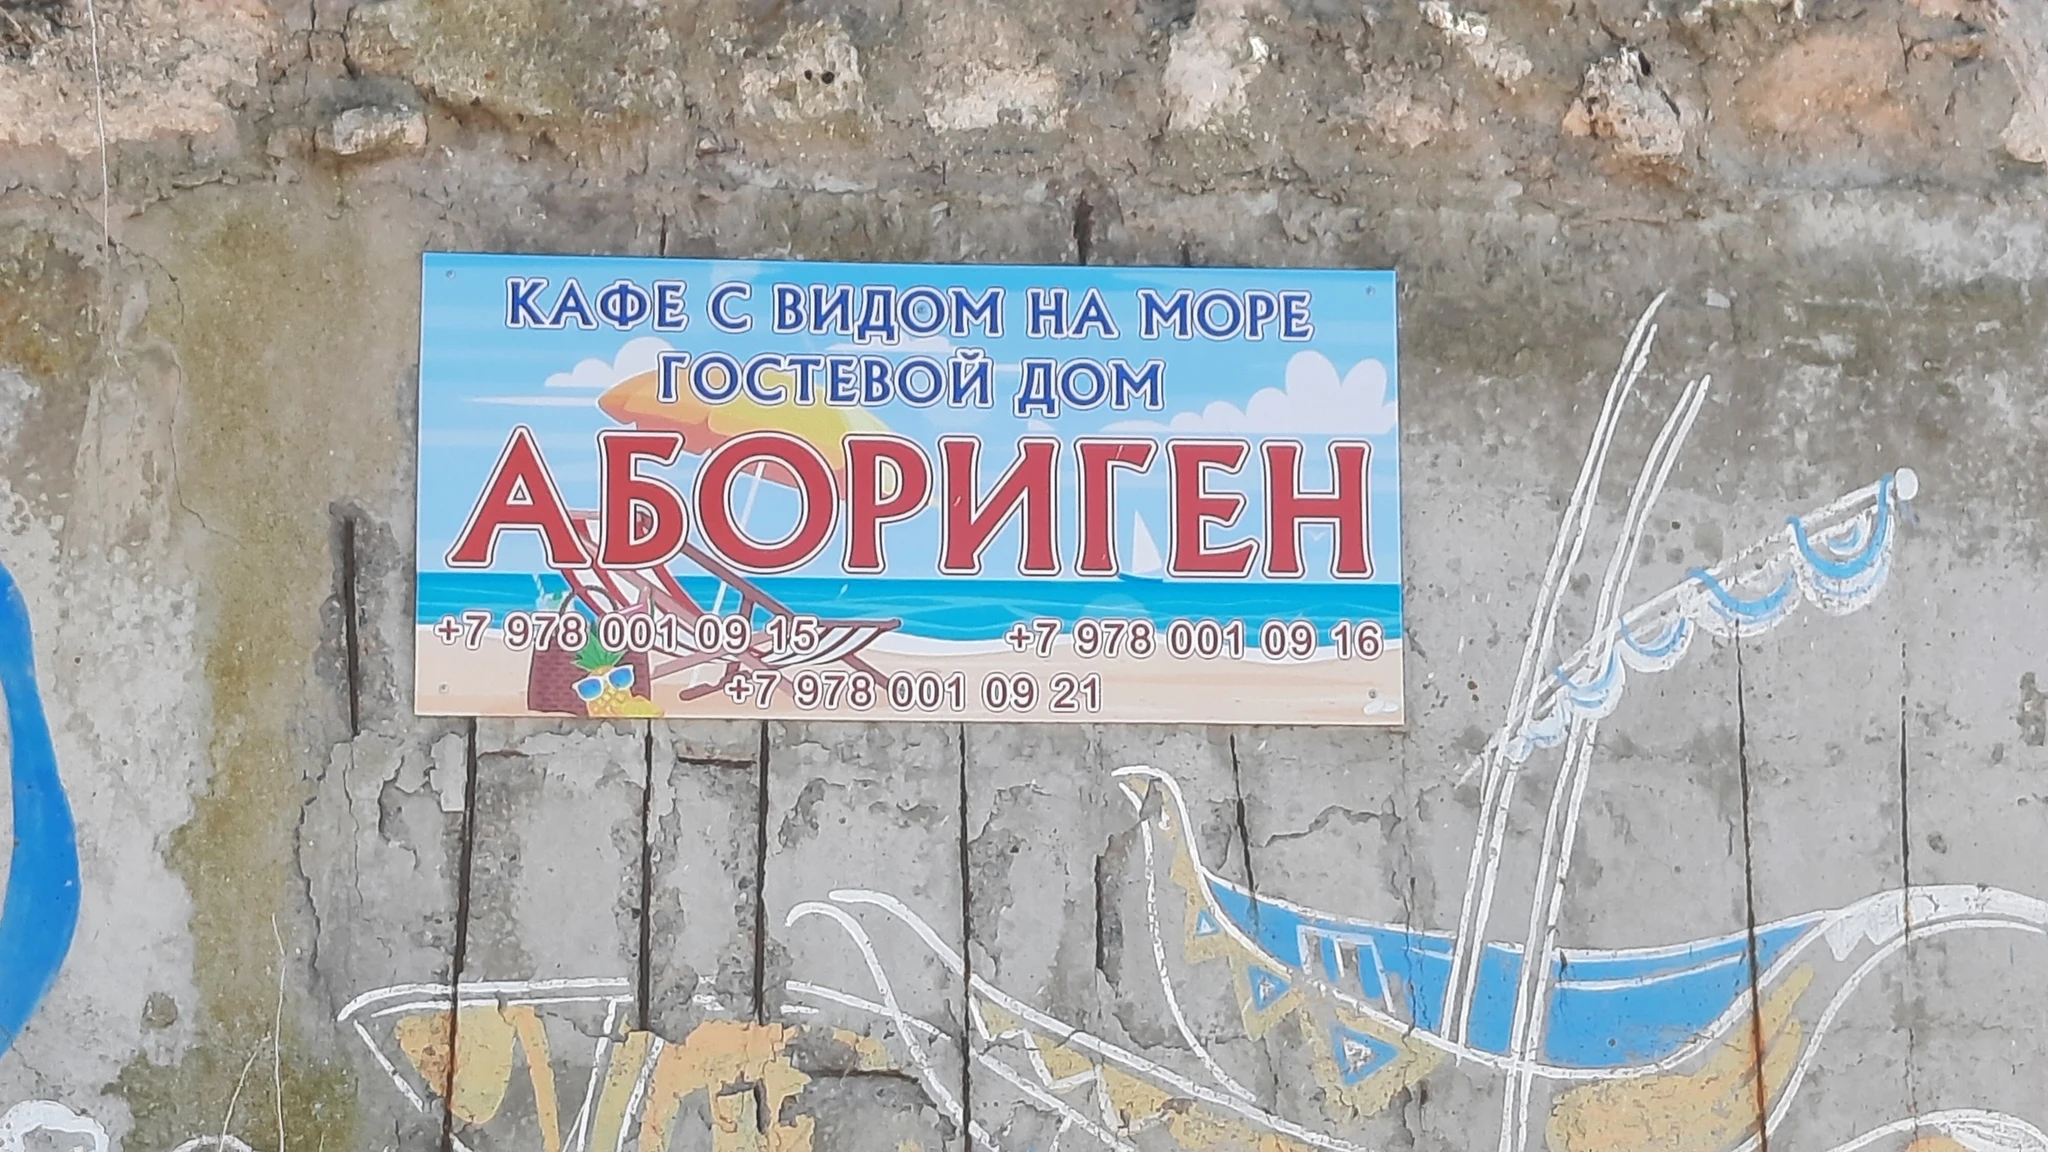 КАФЕ С ВИДОМ НА МОРЕ
ГОСТЕВОЙ ДОМ
АБОРИГЕН
+7 978 001 09 15 +7 978 001 09 16
+7 978 001 09 21